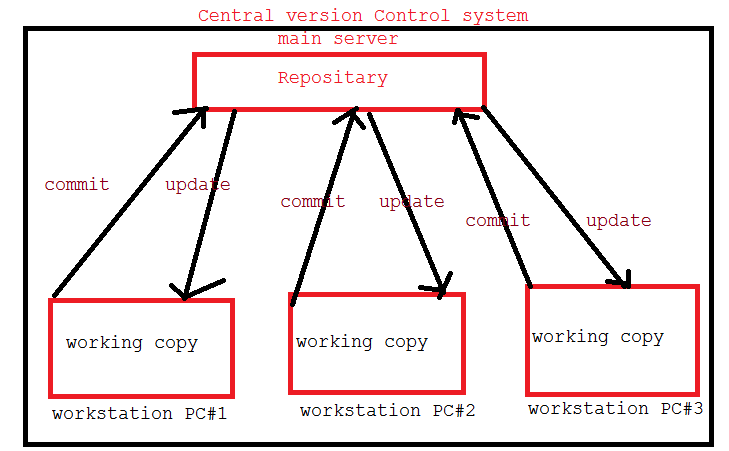 Central version Control system
main server
Repositary
commit update
commit update
commit update
working copy
working copy
working copy
workstation PC#1
workstation PC#2
workstation PC#3